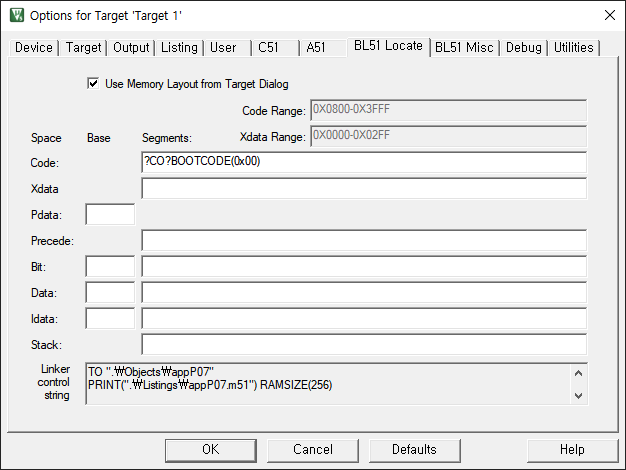 Options for Target 'Target 1'
Device Target Output Listing User C51 A51 BL51 Locate BL51 Misc Debug Utilities
Use Memory Layout from Target Dialog
Code Range: 0X0800-0X3FFF
Space Base Segments: Xdata Range: 0X0000-0X02FF
Code: ?CO?BOOTCODE(0x00)
Xdata
Pdata:
Precede:
Bit:
Data:
Idata:
Stack:
Linker control string
TO ".₩Objects₩appP07"
PRINT(".₩Listings₩appP07.m51") RAMSIZE(256)
OK Cancel Defaults Help